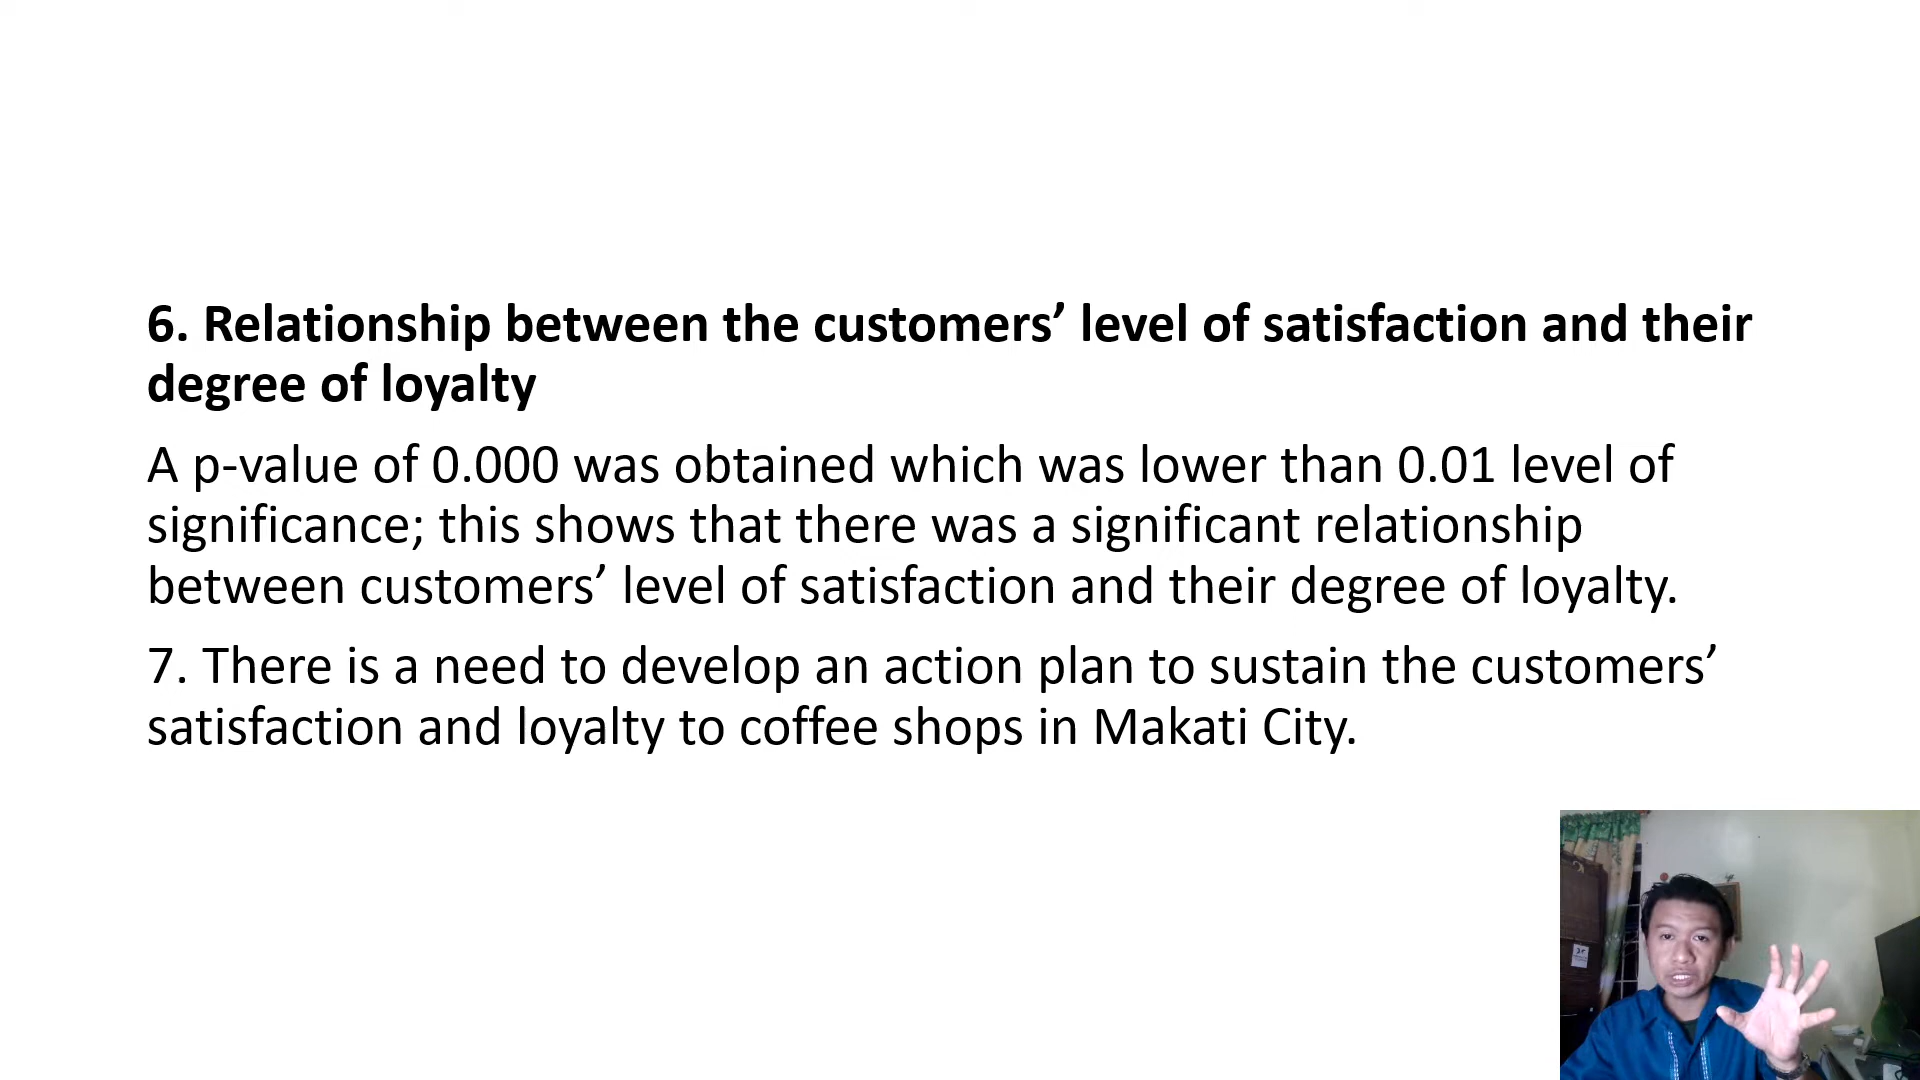 6. Relationship between the customers’ level of satisfaction and their
degree of loyalty
A p-value of 0.000 was obtained which was lower than 0.01 level of
significance; this shows that there was a significant relationship
between customers’ level of satisfaction and their degree of loyalty.
7. There is a need to develop an action plan to sustain the customers’
satisfaction and loyalty to coffee shops in Makati City.